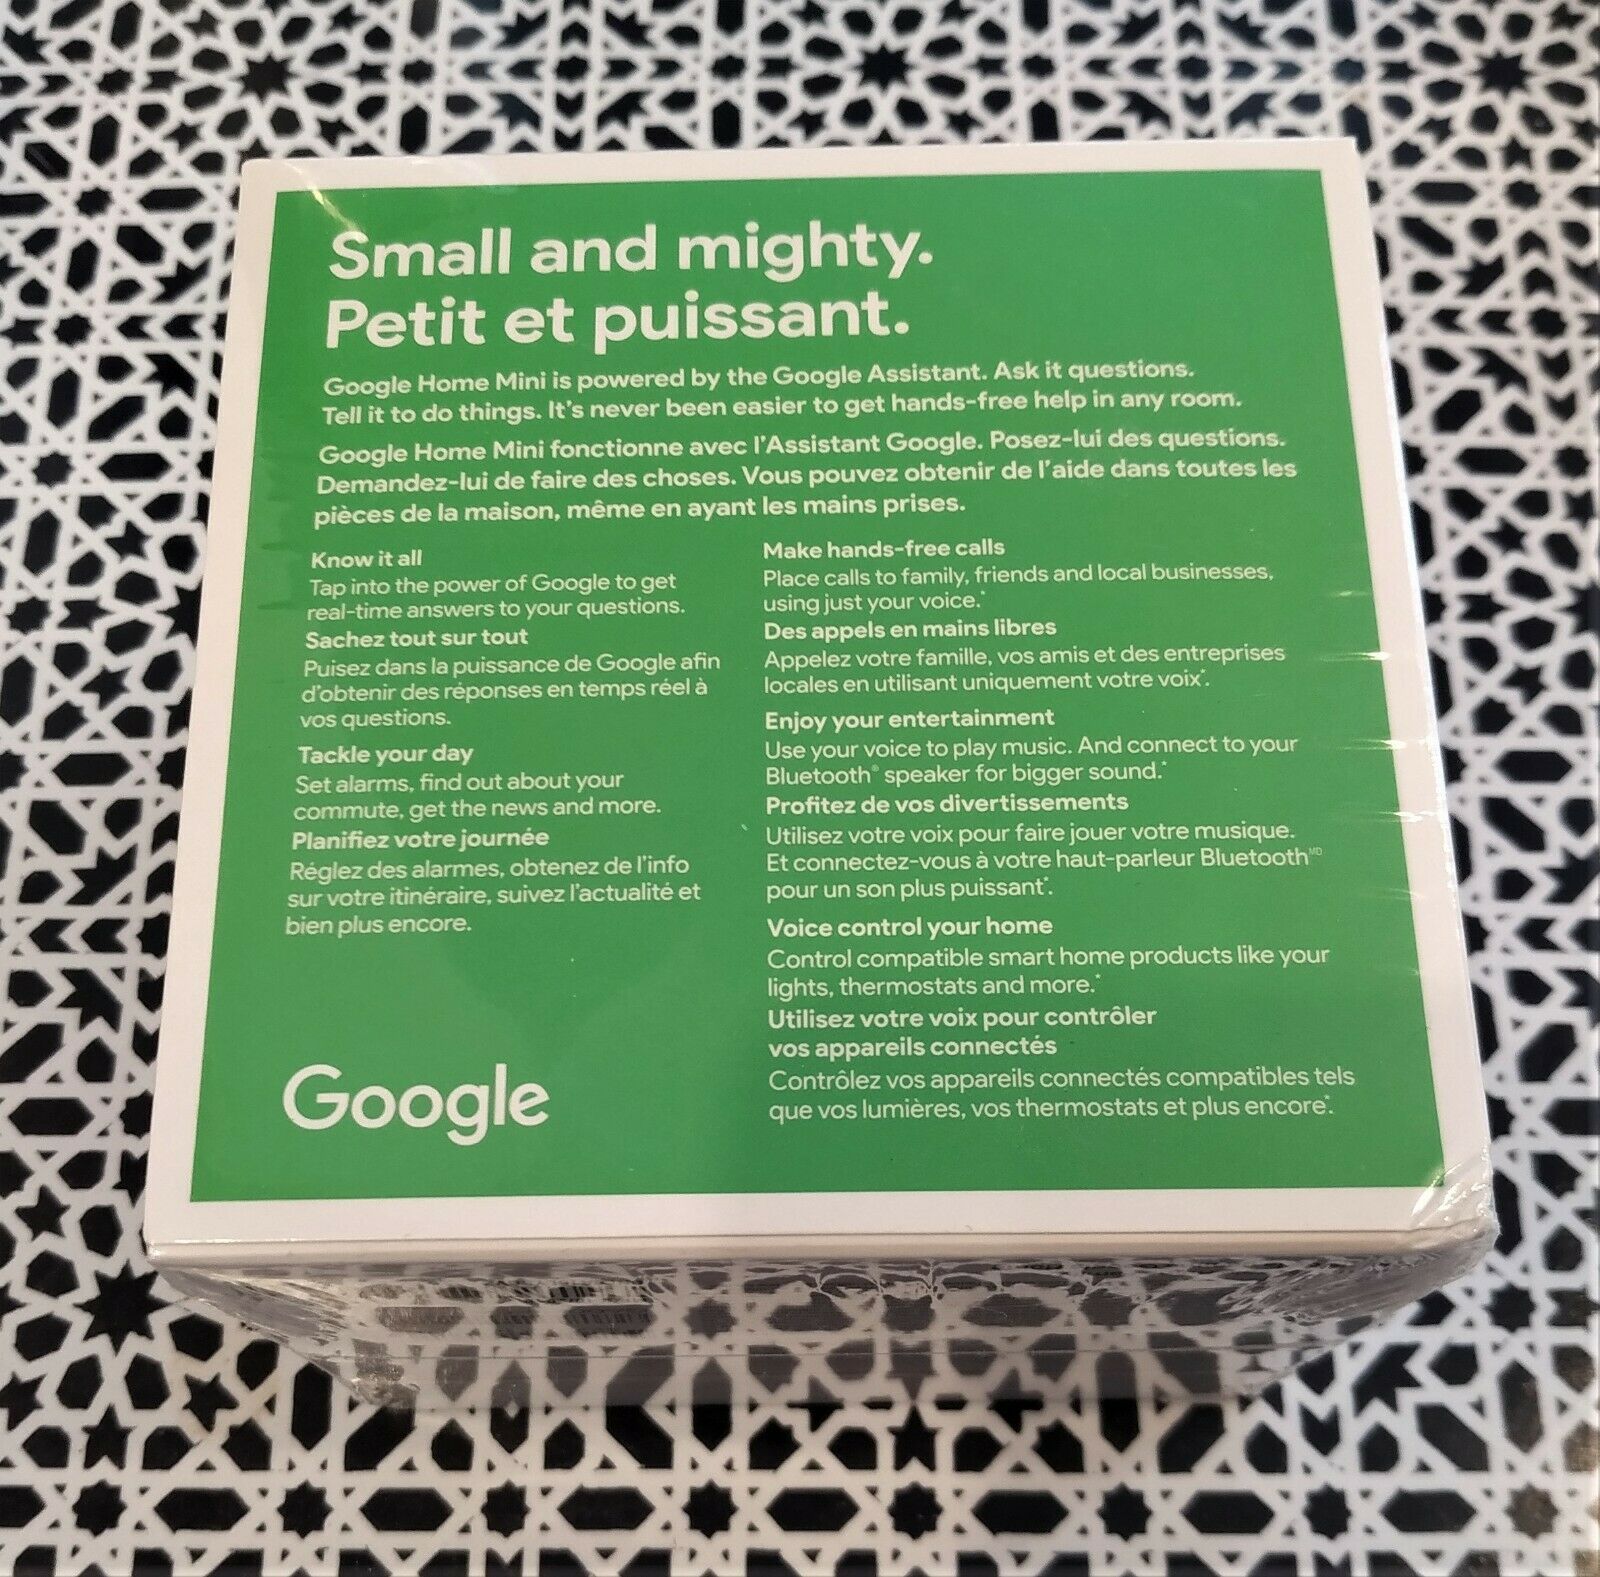 Small and mighty.
Petit et puissant.
Google Home Mini is powered by the Google Assistant. Ask it questions.
Tell it to do things. It's never been easier to get hands-free help in any room.
Google Home Mini fonctionne avec l'Assistant Google. Posez-lui des questions.
Demandez-lui de faire des choses. Vous pouvez obtenir de l'aide dans toutes les
pièces de la maison, même en ayant les mains prises.
Know it all
Tap into the power of Google to get
real-time answers to your questions.
Sachez tout sur tout
Puisez dans la puissance de Google afin
d'obtenir des réponses en temps réel à
vos questions.
Tackle your day
Set alarms, find out about your
commute, get the news and more.
Planifiez votre journée
Réglez des alarmes, obtenez de l'info
sur votre itinéraire, suivez l'actualité et
bien plus encore.
Make hands-free calls
Place calls to family, friends and local businesses,
using just your voice.*
Des appels en mains libres
Appelez votre famille, vos amis et des entreprises
locales en utilisant uniquement votre voix*.
Enjoy your entertainment
Use your voice to play music. And connect to your
Bluetooth® speaker for bigger sound.*
Profitez de vos divertissements
Utilisez votre voix pour faire jouer votre musique.
Et connectez-vous à votre haut-parleur Bluetooth MD
pour un son plus puissant*.
Voice control your home
Control compatible smart home products like your
lights, thermostats and more.*
Utilisez votre voix pour contrôler
vos appareils connectés
Contrôlez vos appareils connectés compatibles tels
que vos lumières, vos thermostats et plus encore*.
Google